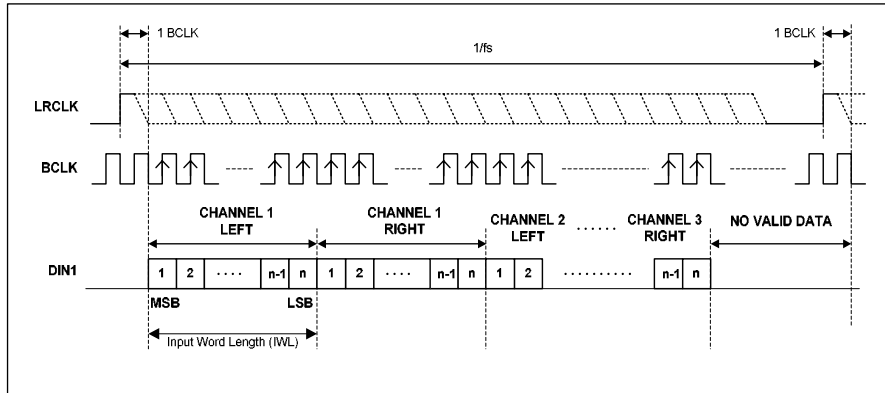 1 BCLK
1 BCLK
1/fs
LRCLK
BCLK
CHANNEL 1
LEFT
CHANNEL 1
RIGHT
CHANNEL 2
LEFT
......
CHANNEL 3
RIGHT
NO VALID DATA
DIN1
1 2 .... n-1 n 1 2 .... n-1 n 1 2 .......... n-1 n
MSB
LSB
Input Word Length (IWL)